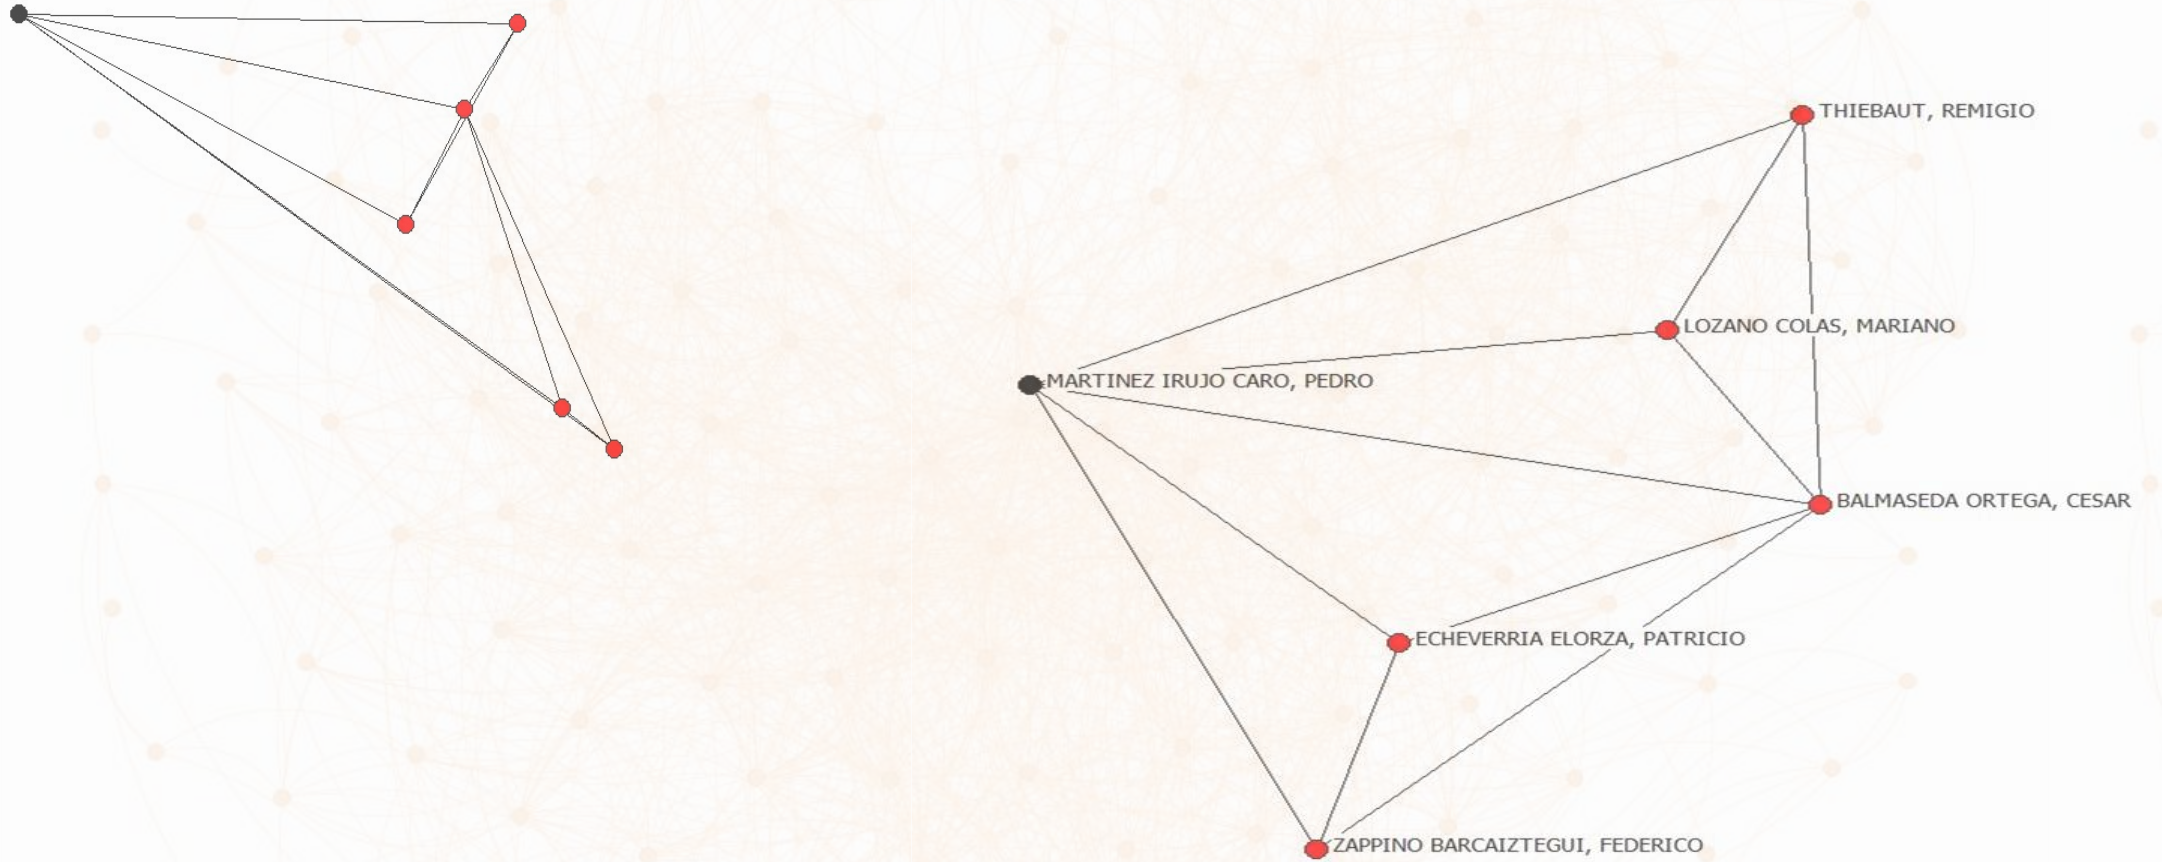 THIEBAUT, REMIGIO
LOZANO COLAS, MARIANO
MARTINEZ IRUJO CARO, PEDRO
BALMASEDA ORTEGA, CESAR
ECHEVERRIA ELORZA, PATRICIO
ZAPPINO BARCAIZTEGUI, FEDERICO